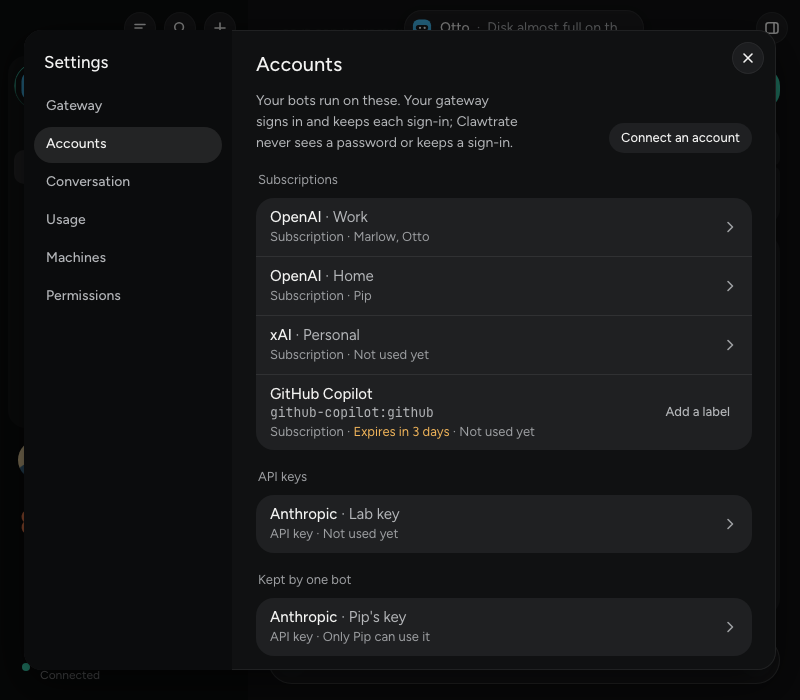 Otto · Disk almost full on th
Settings
Gateway
Accounts
Conversation
Usage
Machines
Permissions
Accounts
Your bots run on these. Your gateway
signs in and keeps each sign-in; Clawtrate
never sees a password or keeps a sign-in.
Connect an account
Subscriptions
OpenAI · Work
Subscription · Marlow, Otto
OpenAI · Home
Subscription · Pip
xAI · Personal
Subscription · Not used yet
GitHub Copilot
github-copilot:github
Subscription · Expires in 3 days · Not used yet
Add a label
API keys
Anthropic · Lab key
API key · Not used yet
Kept by one bot
Anthropic · Pip's key
API key · Only Pip can use it
Connected